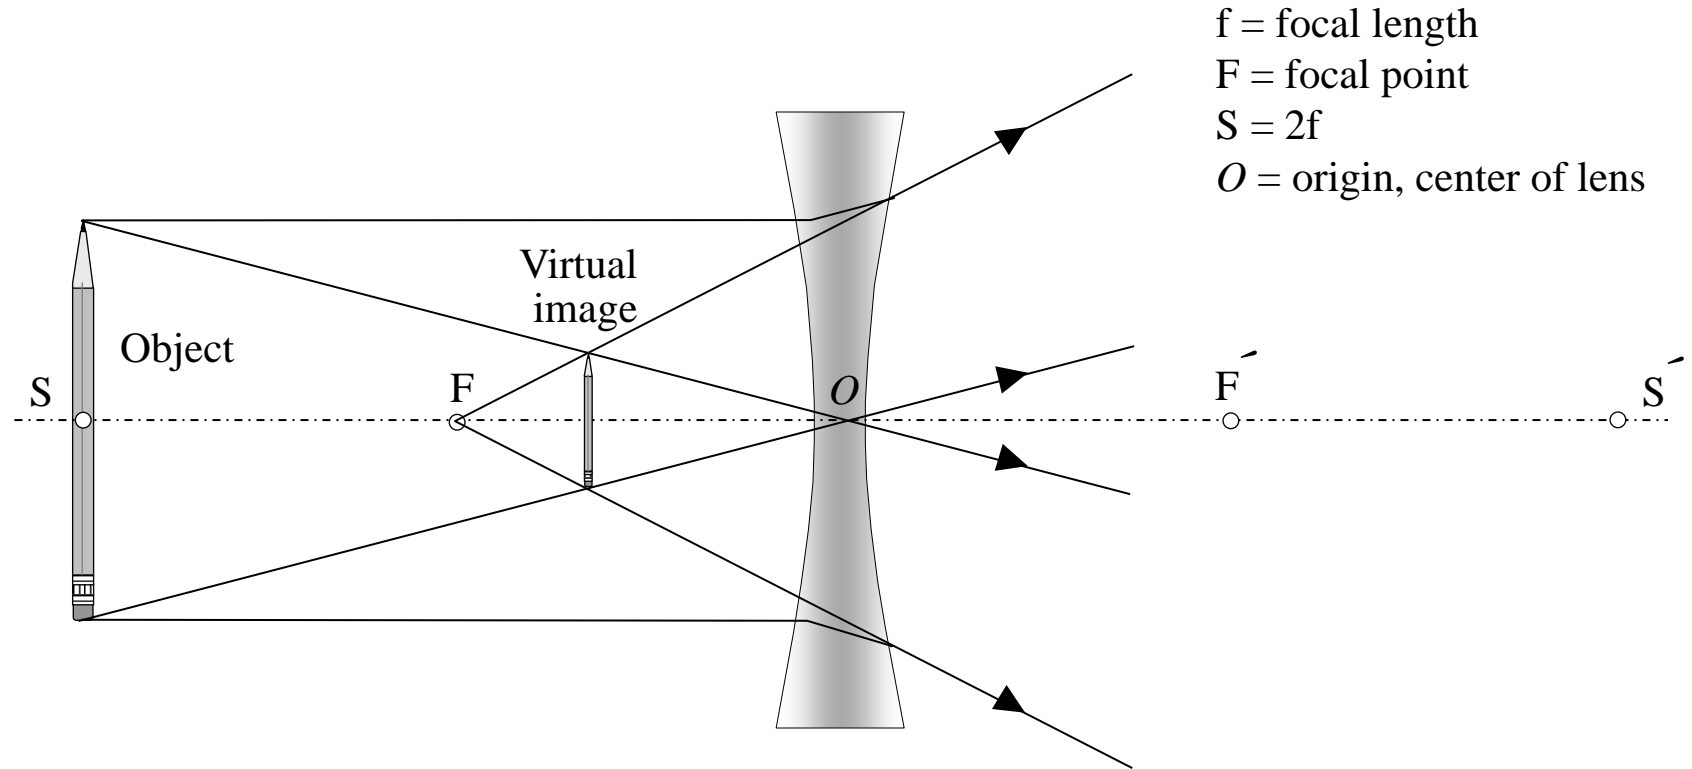 f = focal length
F = focal point
S = 2f
O = origin, center of lens
Virtual
image
Object
S
F
O
F´
S´